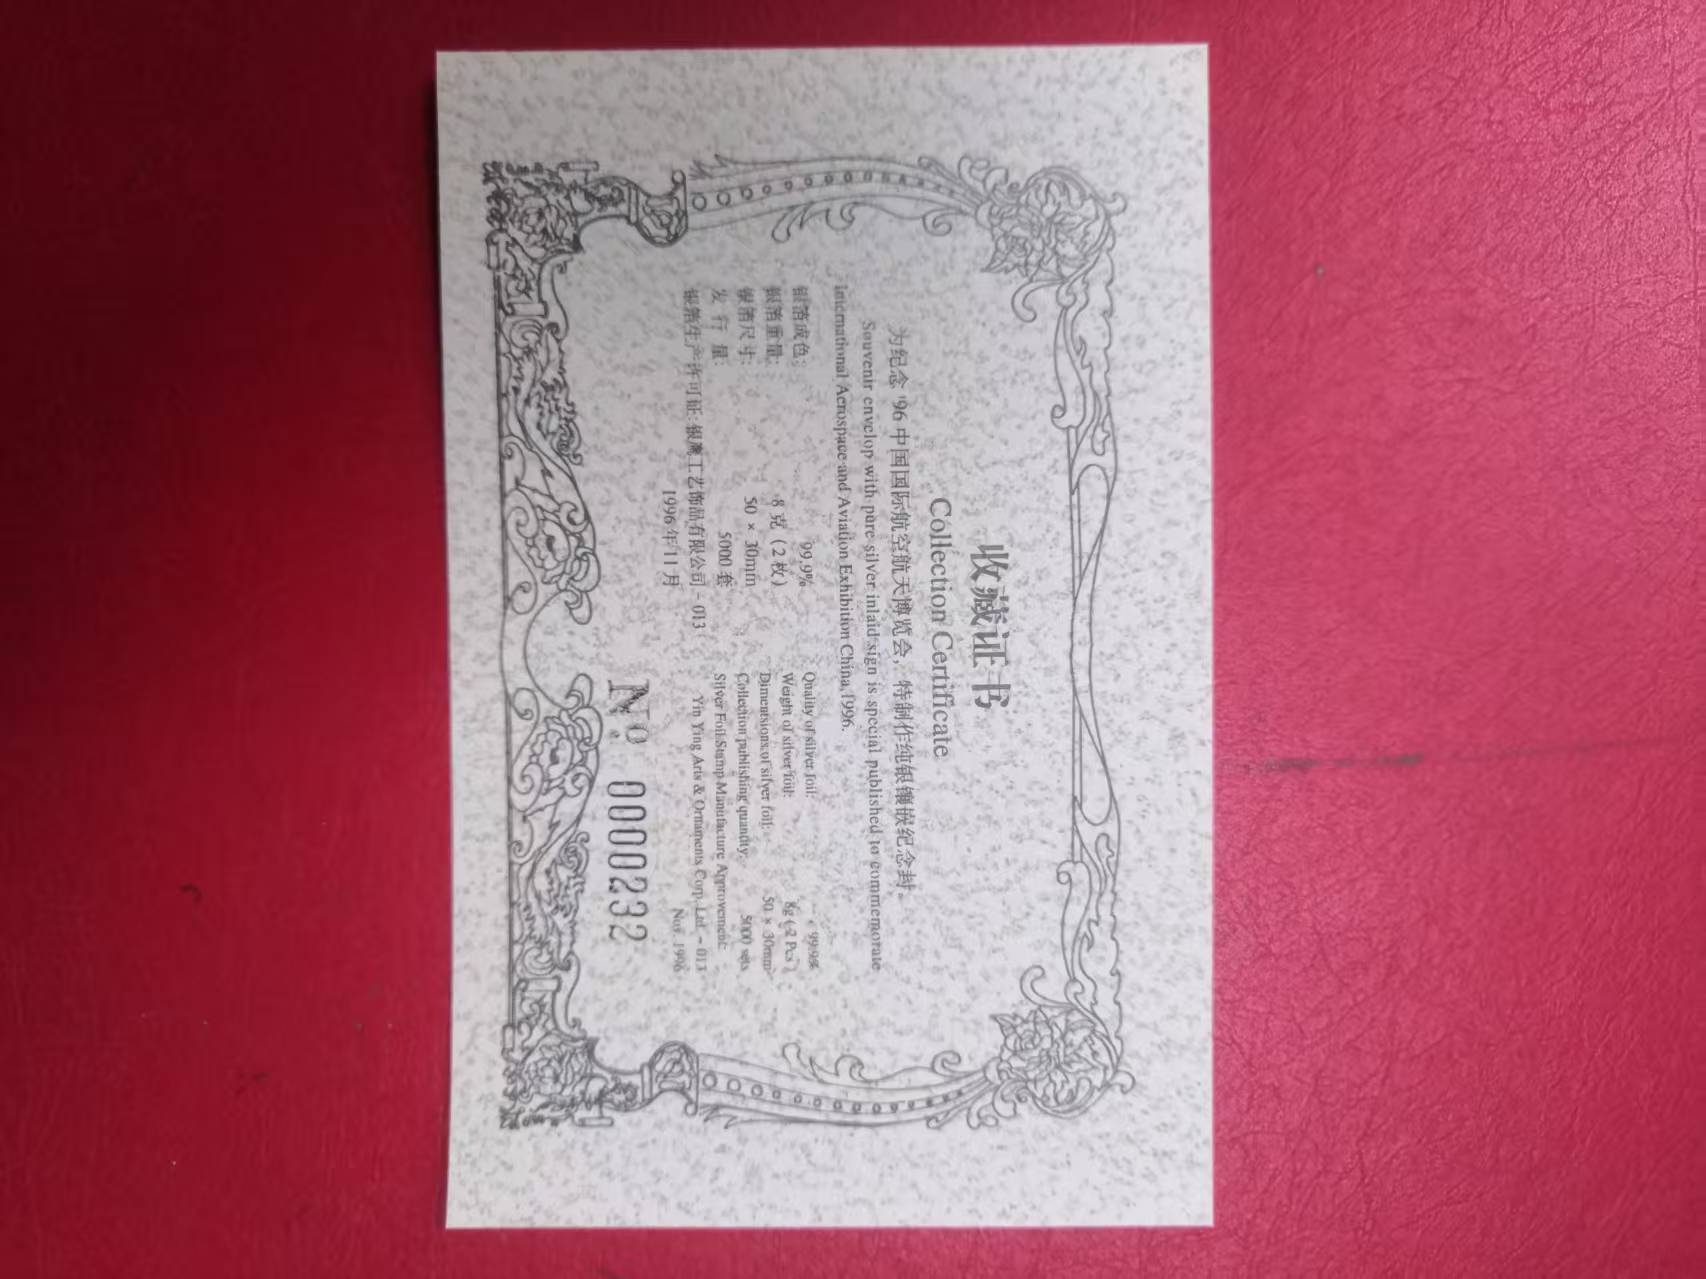 收藏证书
Collection Certificate
为纪念'96中国国际航空航天博览会，特制作纯银镶嵌纪念封。
Souvenir envelop with pure silver inlaid sign is special published to commemorate
International Aerospace and Aviation Exhibition China,1996.
银箔成色: 99.9% Quality of silver foil: 99.9%
银箔重量: 8克（2枚） Weight of silver foil: 8g ( 2 Pcs )
银箔尺寸: 50 × 30mm Dimentsions of silver foil: 50 × 30mm
发 行 量: 5000套 Collection publishing quantity: 5000 sets
银箔生产许可证: 银鹰工艺饰品有限公司－013 Silver Foil Stamp Manufacture Approvement:
Yin Ying Arts & Ornaments Corp. Ltd. － 013
1996年11月 Nov. 1996
No 0000232